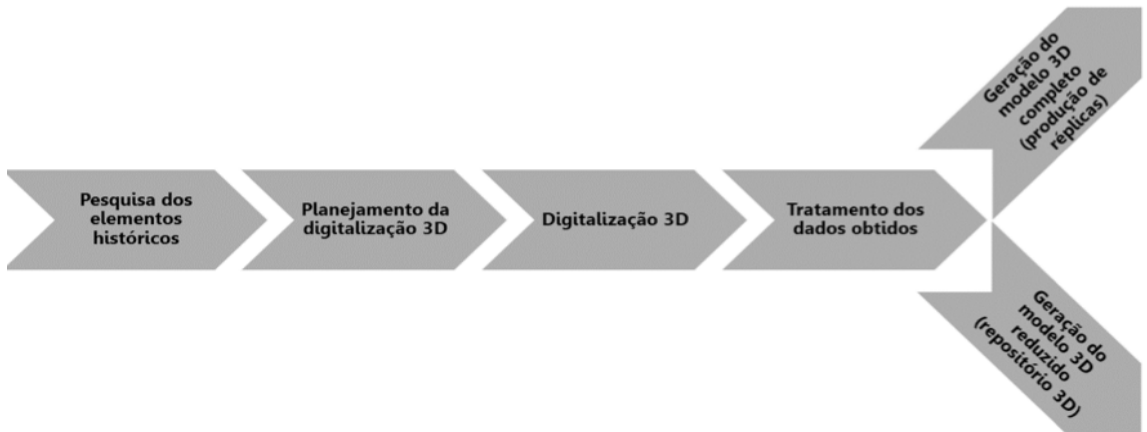 Pesquisa dos
elementos
históricos
Planejamento da
digitalização 3D
Digitalização 3D
Tratamento dos
dados obtidos
Geração do
modelo 3D
completo
(produção de
réplicas)
Geração do
modelo 3D
reduzido
(repositório 3D)